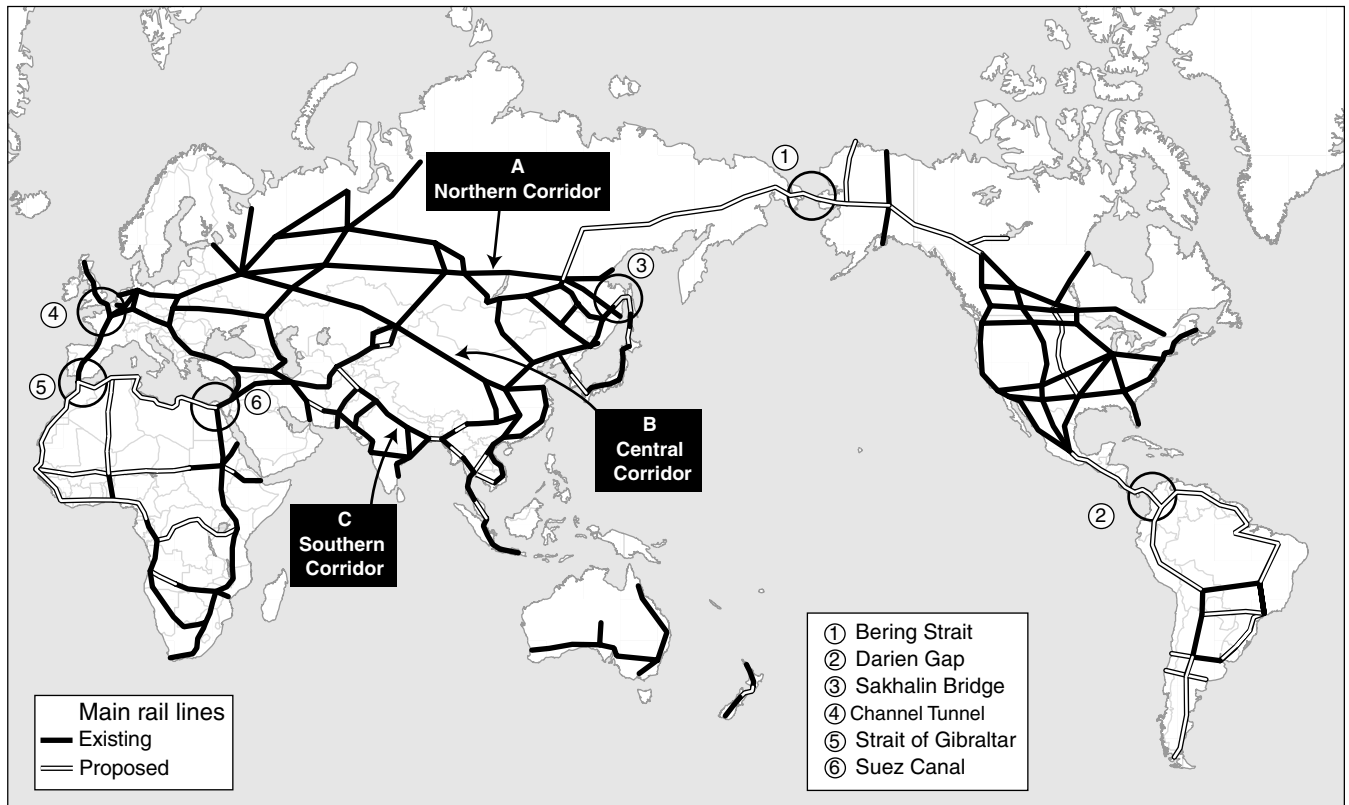 1
A
Northern Corridor
3
4
5
6
B
Central
Corridor
C
Southern
Corridor
2
Main rail lines
Existing
Proposed
1 Bering Strait
2 Darien Gap
3 Sakhalin Bridge
4 Channel Tunnel
5 Strait of Gibraltar
6 Suez Canal